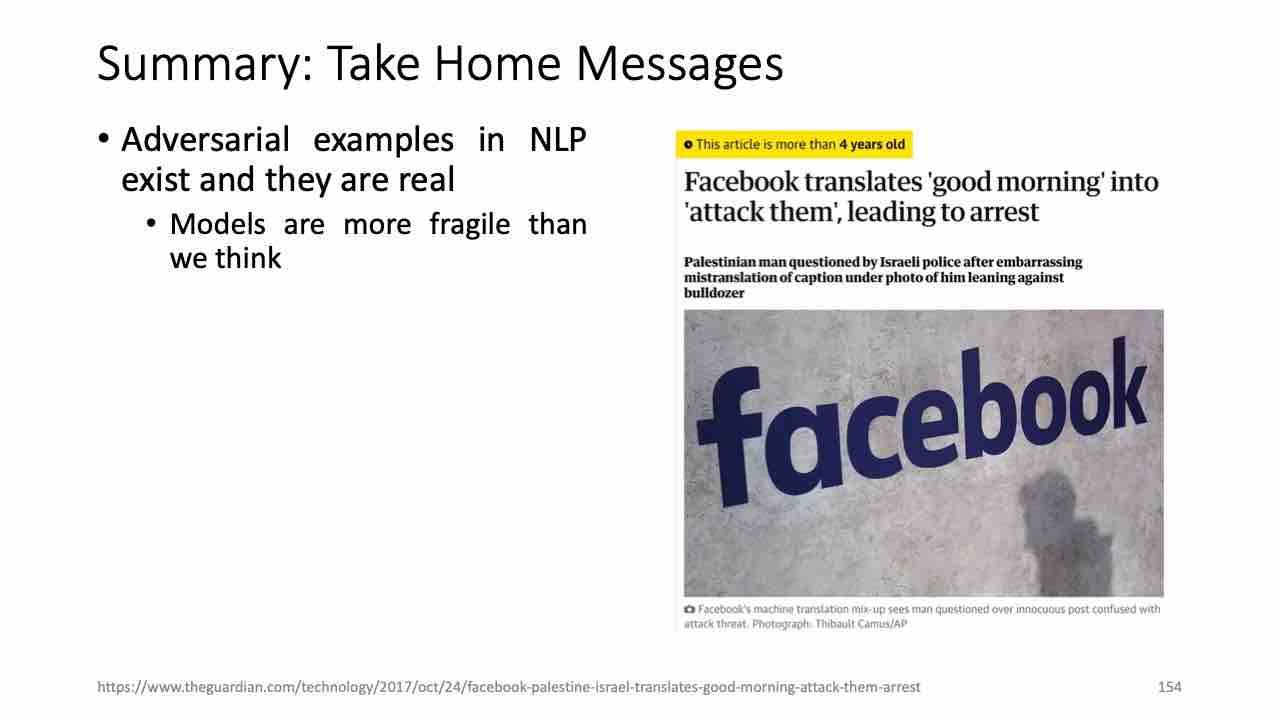 Summary: Take Home Messages
• Adversarial examples in NLP
exist and they are real
• Models are more fragile than
we think
This article is more than 4 years old
Facebook translates 'good morning' into
'attack them', leading to arrest
Palestinian man questioned by Israeli police after embarrassing
mistranslation of caption under photo of him leaning against
bulldozer
facebook
Facebook's machine translation mix-up sees man questioned over innocuous post confused with
attack threat. Photograph: Thibault Camus/AP
https://www.theguardian.com/technology/2017/oct/24/facebook-palestine-israel-translates-good-morning-attack-them-arrest
154